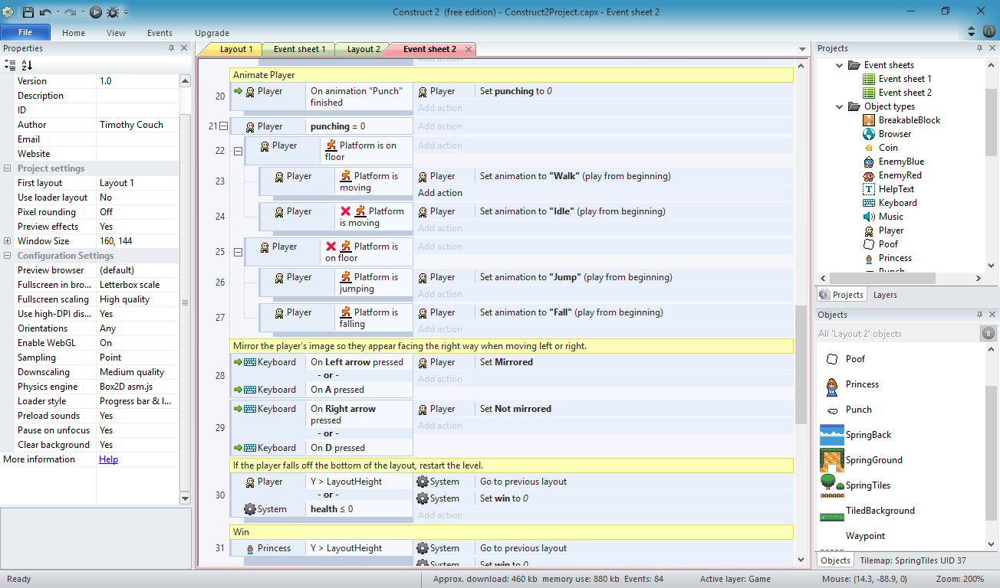 Construct 2 (free edition) - Construct2Project.capx - Event sheet 2
File Home View Events Upgrade
Properties
Version 1.0
Description
ID
Author Timothy Couch
Email
Website
Project settings
First layout Layout 1
Use loader layout No
Pixel rounding Off
Preview effects Yes
Window Size 160, 144
Configuration Settings
Preview browser (default)
Fullscreen in bro... Letterbox scale
Fullscreen scaling High quality
Use high-DPI dis... Yes
Orientations Any
Enable WebGL On
Sampling Point
Downscaling Medium quality
Physics engine Box2D asm.js
Loader style Progress bar & l...
Preload sounds Yes
Pause on unfocus Yes
Clear background Yes
More information Help
Layout 1 Event sheet 1 Layout 2 Event sheet 2
Add action
Animate Player
20 Player On animation "Punch" finished Player Set punching to 0
Add action
21 Player punching = 0 Add action
22 Player Platform is on floor Add action
23 Player Platform is moving Player Set animation to "Walk" (play from beginning)
Add action
24 Player Platform is moving Player Set animation to "Idle" (play from beginning)
Add action
25 Player Platform is on floor Add action
26 Player Platform is jumping Player Set animation to "Jump" (play from beginning)
Add action
27 Player Platform is falling Player Set animation to "Fall" (play from beginning)
Add action
Mirror the player's image so they appear facing the right way when moving left or right.
28 Keyboard On Left arrow pressed Player Set Mirrored
- or - Add action
Keyboard On A pressed
29 Keyboard On Right arrow pressed Player Set Not mirrored
Add action
- or -
Keyboard On D pressed
If the player falls off the bottom of the layout, restart the level.
30 Player Y > LayoutHeight System Go to previous layout
- or - System Set win to 0
System health ≤ 0 Add action
Win
31 Princess Y > LayoutHeight System Go to previous layout
System Set win to 0
Projects
Event sheets
Event sheet 1
Event sheet 2
Object types
BreakableBlock
Browser
Coin
EnemyBlue
EnemyRed
HelpText
Keyboard
Music
Player
Poof
Princess
Punch
Projects Layers
Objects
All 'Layout 2' objects
Poof
Princess
Punch
SpringBack
SpringGround
SpringTiles
TiledBackground
Waypoint
Objects Tilemap: SpringTiles UID 37
Ready Approx. download: 460 kb memory use: 880 kb Events: 84 Active layer: Game Mouse: (14.3, -88.9, 0) Zoom: 200%